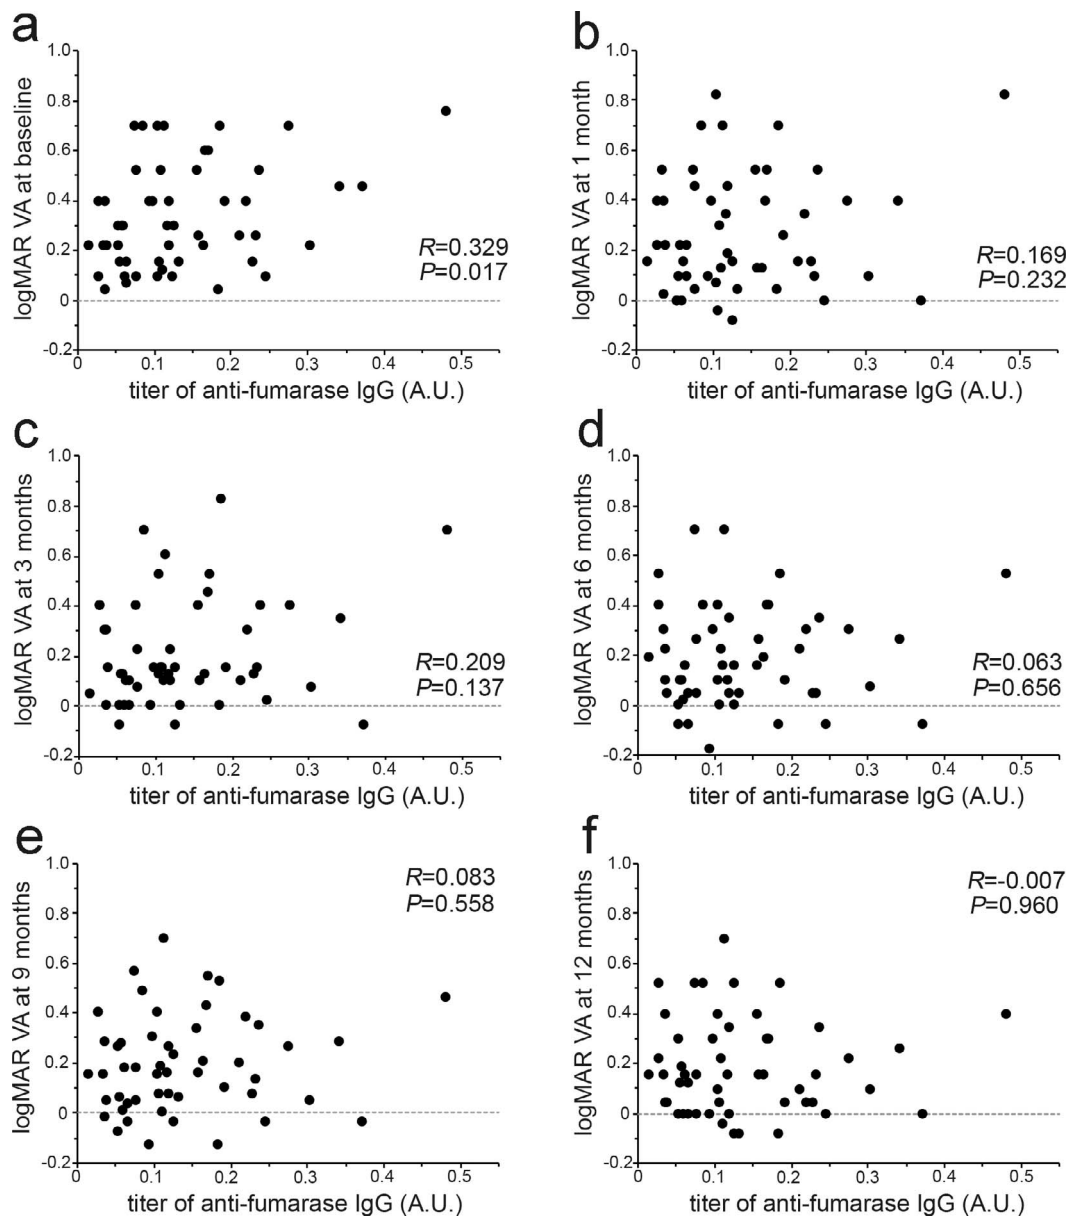 a
1.0
0.8
0.6
0.4
0.2
0
-0.2
logMAR VA at baseline
R=0.329
P=0.017
0 0.1 0.2 0.3 0.4 0.5
titer of anti-fumarase IgG (A.U.)
b
1.0
0.8
0.6
0.4
0.2
0
-0.2
logMAR VA at 1 month
R=0.169
P=0.232
0 0.1 0.2 0.3 0.4 0.5
titer of anti-fumarase IgG (A.U.)
c
1.0
0.8
0.6
0.4
0.2
0
-0.2
logMAR VA at 3 months
R=0.209
P=0.137
0 0.1 0.2 0.3 0.4 0.5
titer of anti-fumarase IgG (A.U.)
d
1.0
0.8
0.6
0.4
0.2
0
-0.2
logMAR VA at 6 months
R=0.063
P=0.656
0 0.1 0.2 0.3 0.4 0.5
titer of anti-fumarase IgG (A.U.)
e
1.0
0.8
0.6
0.4
0.2
0
-0.2
logMAR VA at 9 months
R=0.083
P=0.558
0 0.1 0.2 0.3 0.4 0.5
titer of anti-fumarase IgG (A.U.)
f
1.0
0.8
0.6
0.4
0.2
0
-0.2
logMAR VA at 12 months
R=-0.007
P=0.960
0 0.1 0.2 0.3 0.4 0.5
titer of anti-fumarase IgG (A.U.)